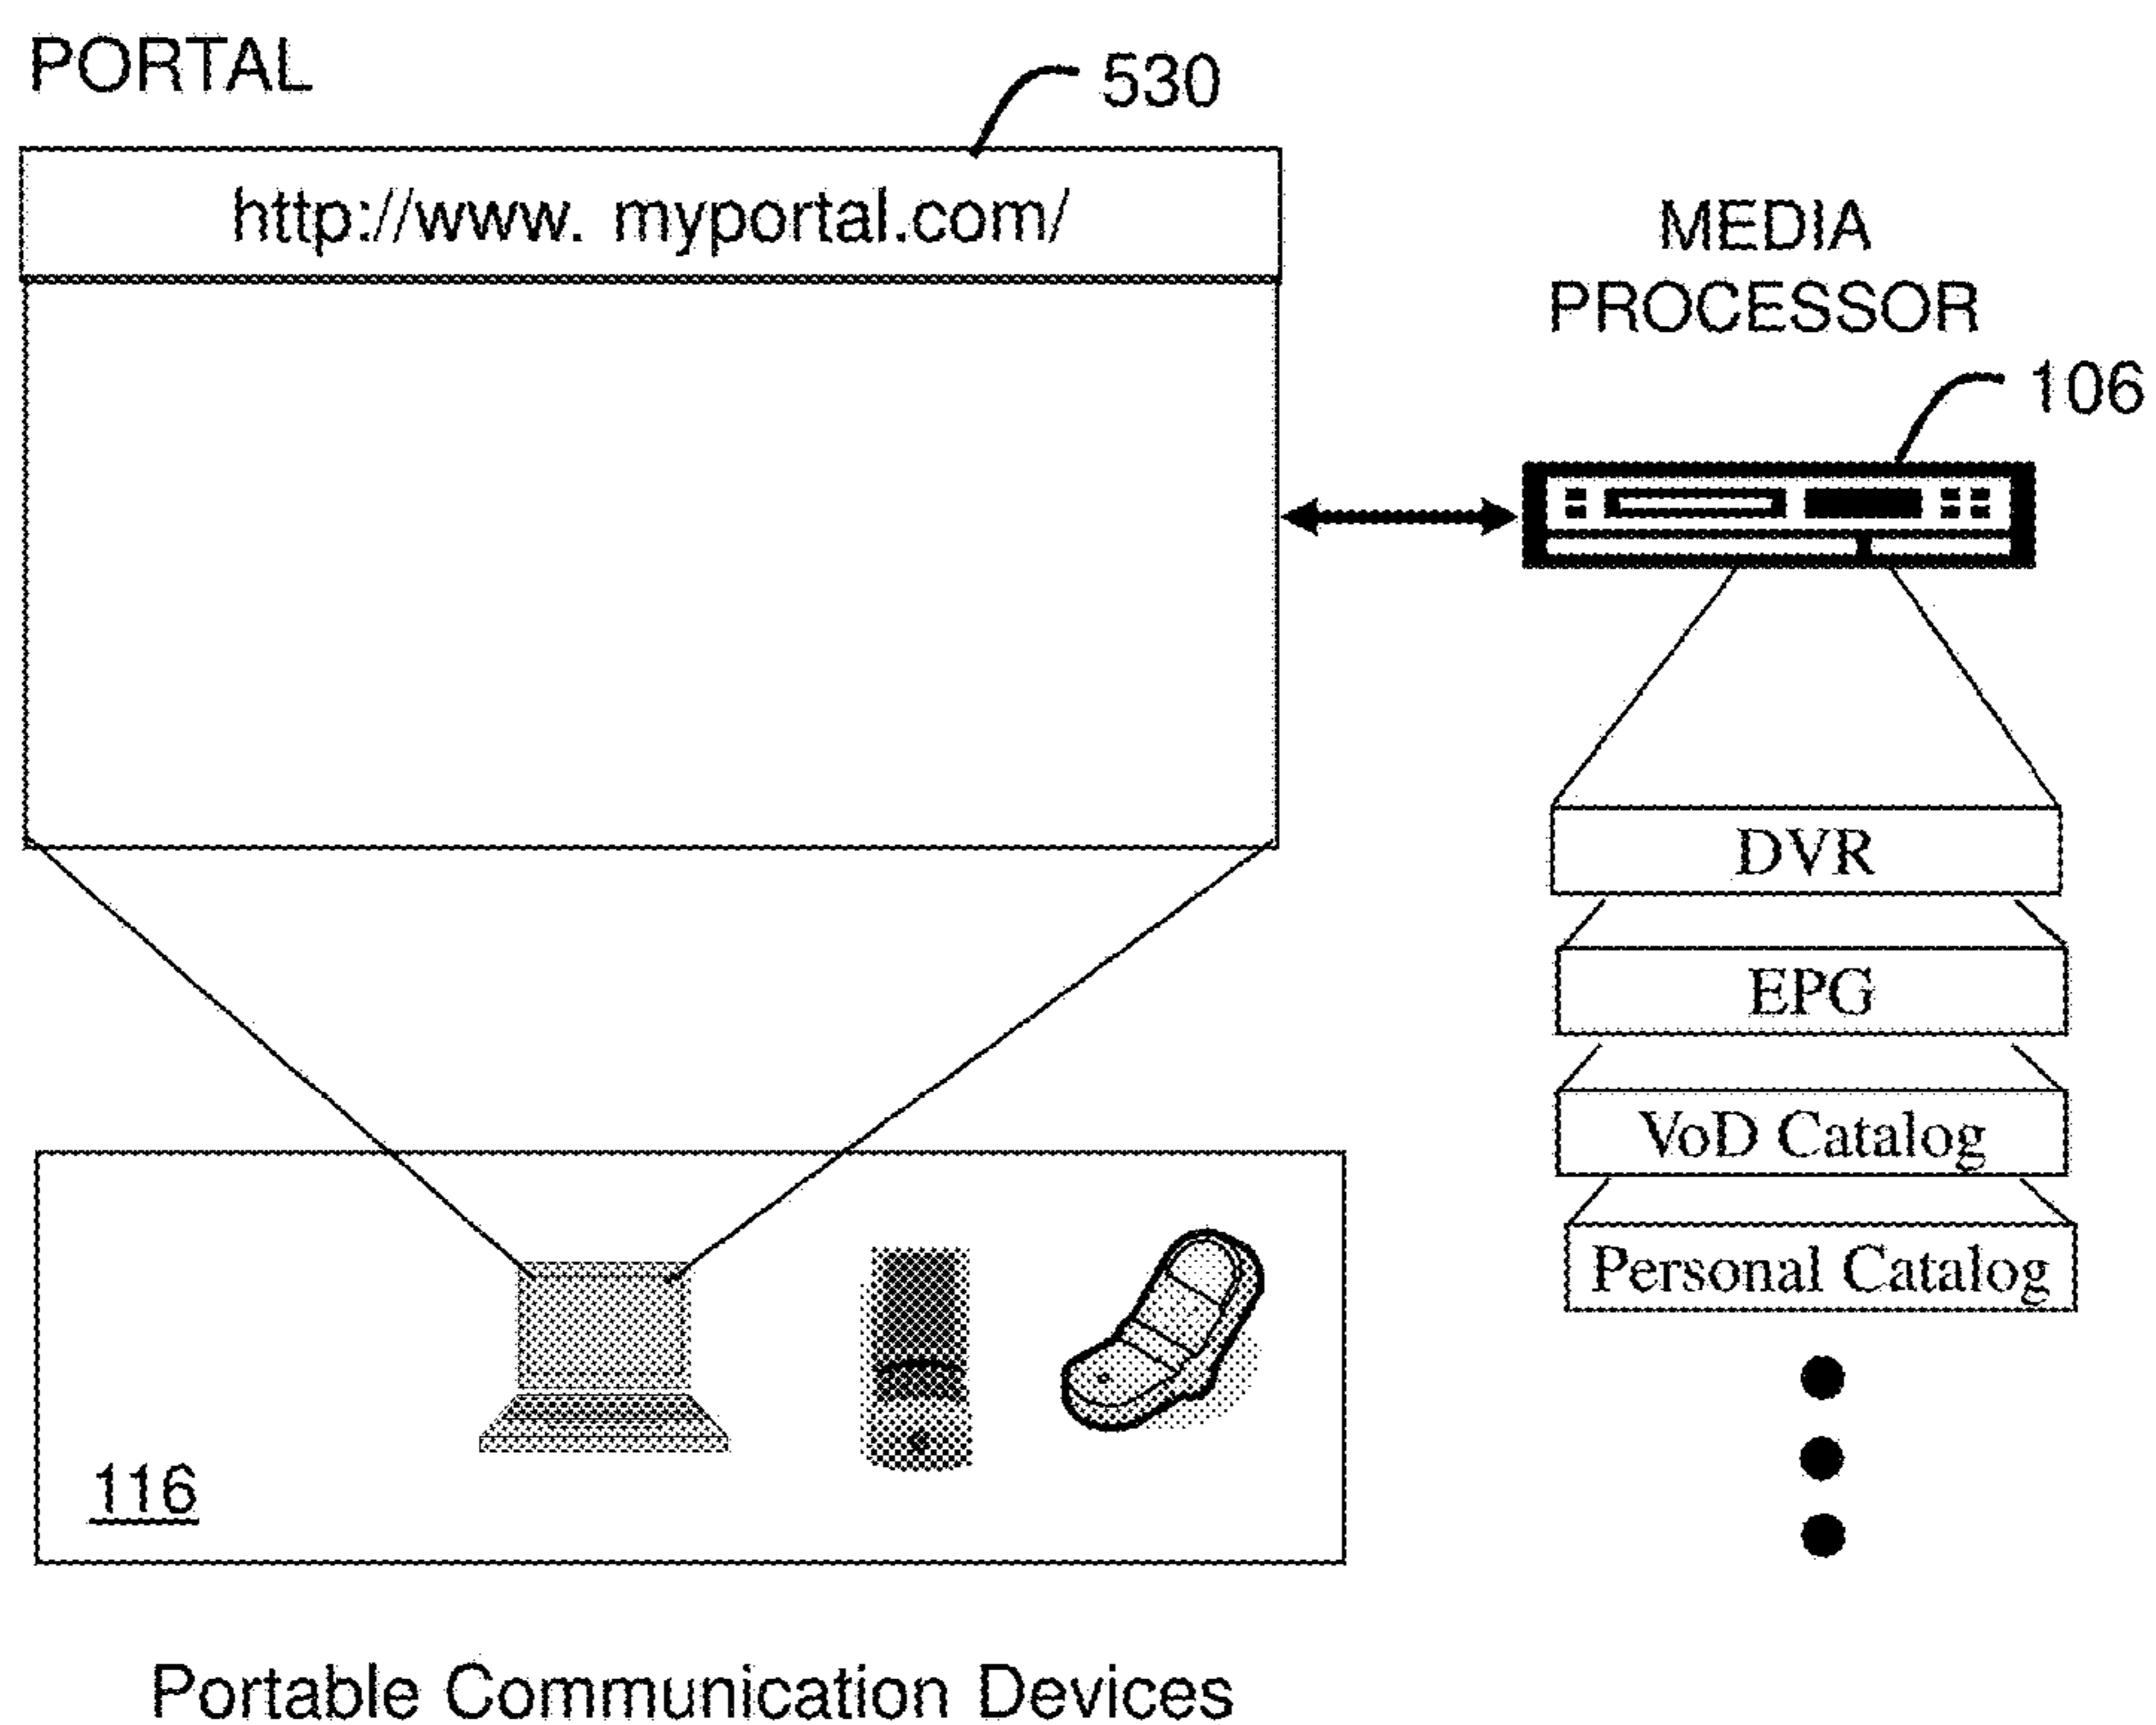 PORTAL
530
http://www. myportal.com/
MEDIA
PROCESSOR
106
DVR
EPG
VoD Catalog
Personal Catalog
116
Portable Communication Devices